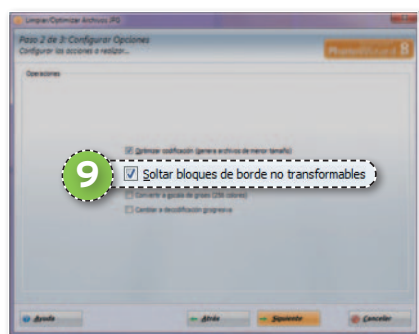 Limpiar/Optimizar Archivos JPG
Paso 2 de 3: Configurar Opciones
Configurar las acciones a realizar...
PhotoWizard 8
Operaciones
Optimizar codificación (genera archivos de menor tamaño)
9
Soltar bloques de borde no transformables
Convertir a escala de grises (256 colores)
Cambiar a decodificación progresiva
Ayuda
Atrás
Siguiente
Cancelar